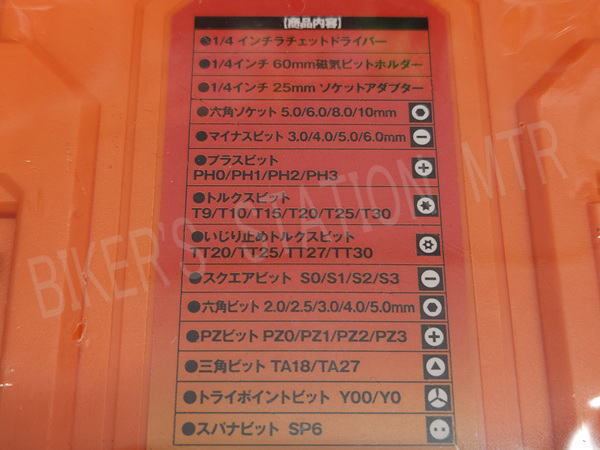 【商品内容】
●1/4 インチラチェットドライバー
●1/4インチ 60mm磁気ビットホルダー
●1/4インチ 25mm ソケットアダプター
●六角ソケット 5.0/6.0/8.0/10mm
●マイナスビット 3.0/4.0/5.0/6.0mm
●プラスビット
PH0/PH1/PH2/PH3
●トルクスビット
T9/T10/T15/T20/T25/T30
●いじり止めトルクスビット
TT20/TT25/TT27/TT30
●スクエアビット S0/S1/S2/S3
●六角ビット 2.0/2.5/3.0/4.0/5.0mm
●PZビット PZ0/PZ1/PZ2/PZ3
●三角ビット TA18/TA27
●トライポイントビット Y00/Y0
●スパナビット SP6
BIKER'S STATION MTR